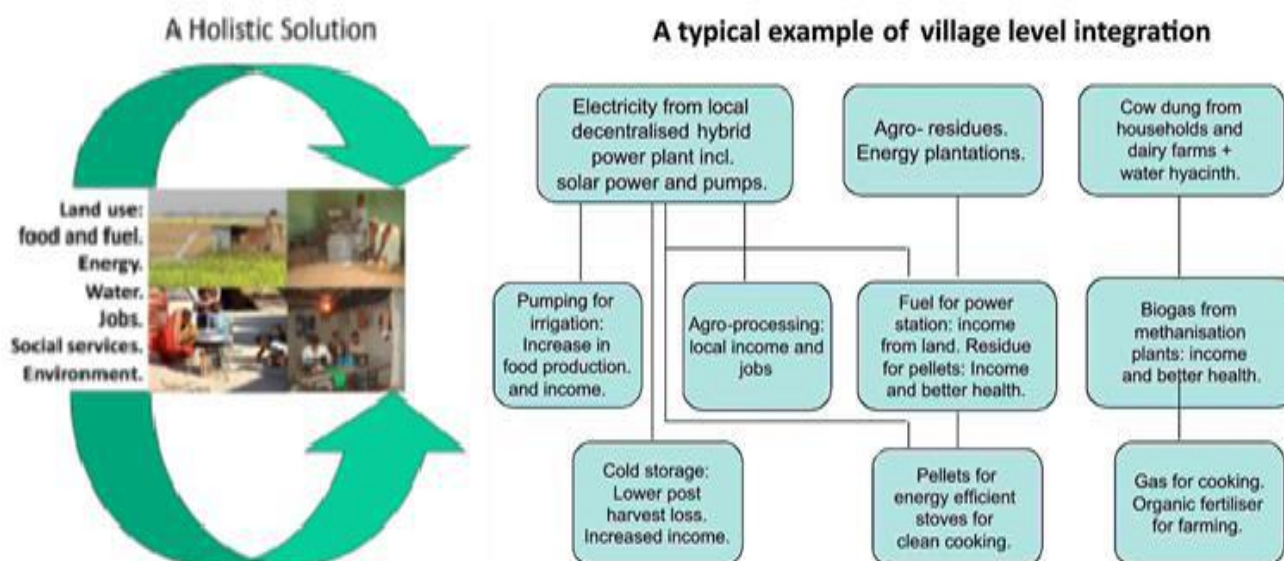 A Holistic Solution
Land use:
food and fuel.
Energy.
Water.
Jobs.
Social services.
Environment.
A typical example of village level integration
Electricity from local
decentralised hybrid
power plant incl.
solar power and pumps.
Agro- residues.
Energy plantations.
Cow dung from
households and
dairy farms +
water hyacinth.
Pumping for
irrigation:
Increase in
food production.
and income.
Agro-processing:
local income and
jobs
Fuel for power
station: income
from land. Residue
for pellets: Income
and better health.
Biogas from
methanisation
plants: income
and better health.
Cold storage:
Lower post
harvest loss.
Increased income.
Pellets for
energy efficient
stoves for
clean cooking.
Gas for cooking.
Organic fertiliser
for farming.